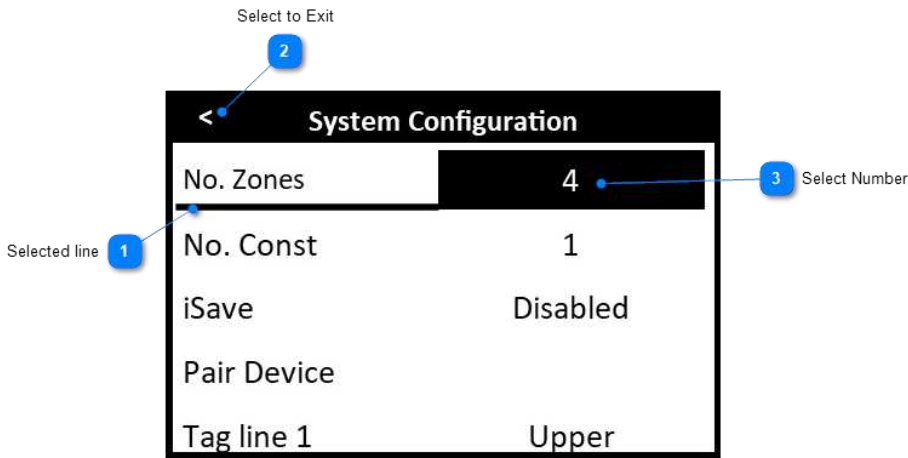 Select to Exit
2
< System Configuration
No. Zones 4
3 Select Number
Selected line 1
No. Const 1
iSave Disabled
Pair Device
Tag line 1 Upper